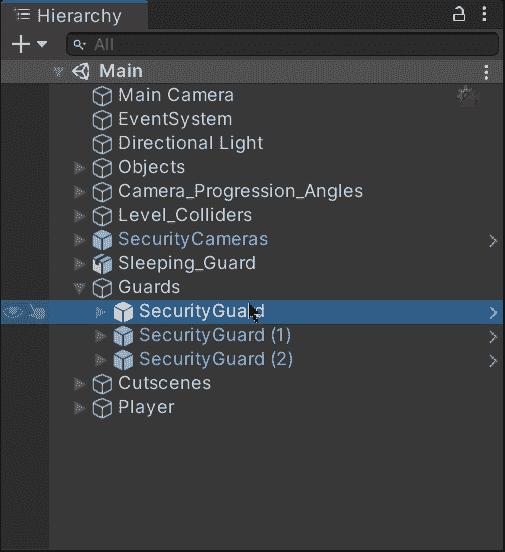 Hierarchy
All
Main
Main Camera
EventSystem
Directional Light
Objects
Camera_Progression_Angles
Level_Colliders
SecurityCameras
Sleeping_Guard
Guards
SecurityGuard
SecurityGuard (1)
SecurityGuard (2)
Cutscenes
Player